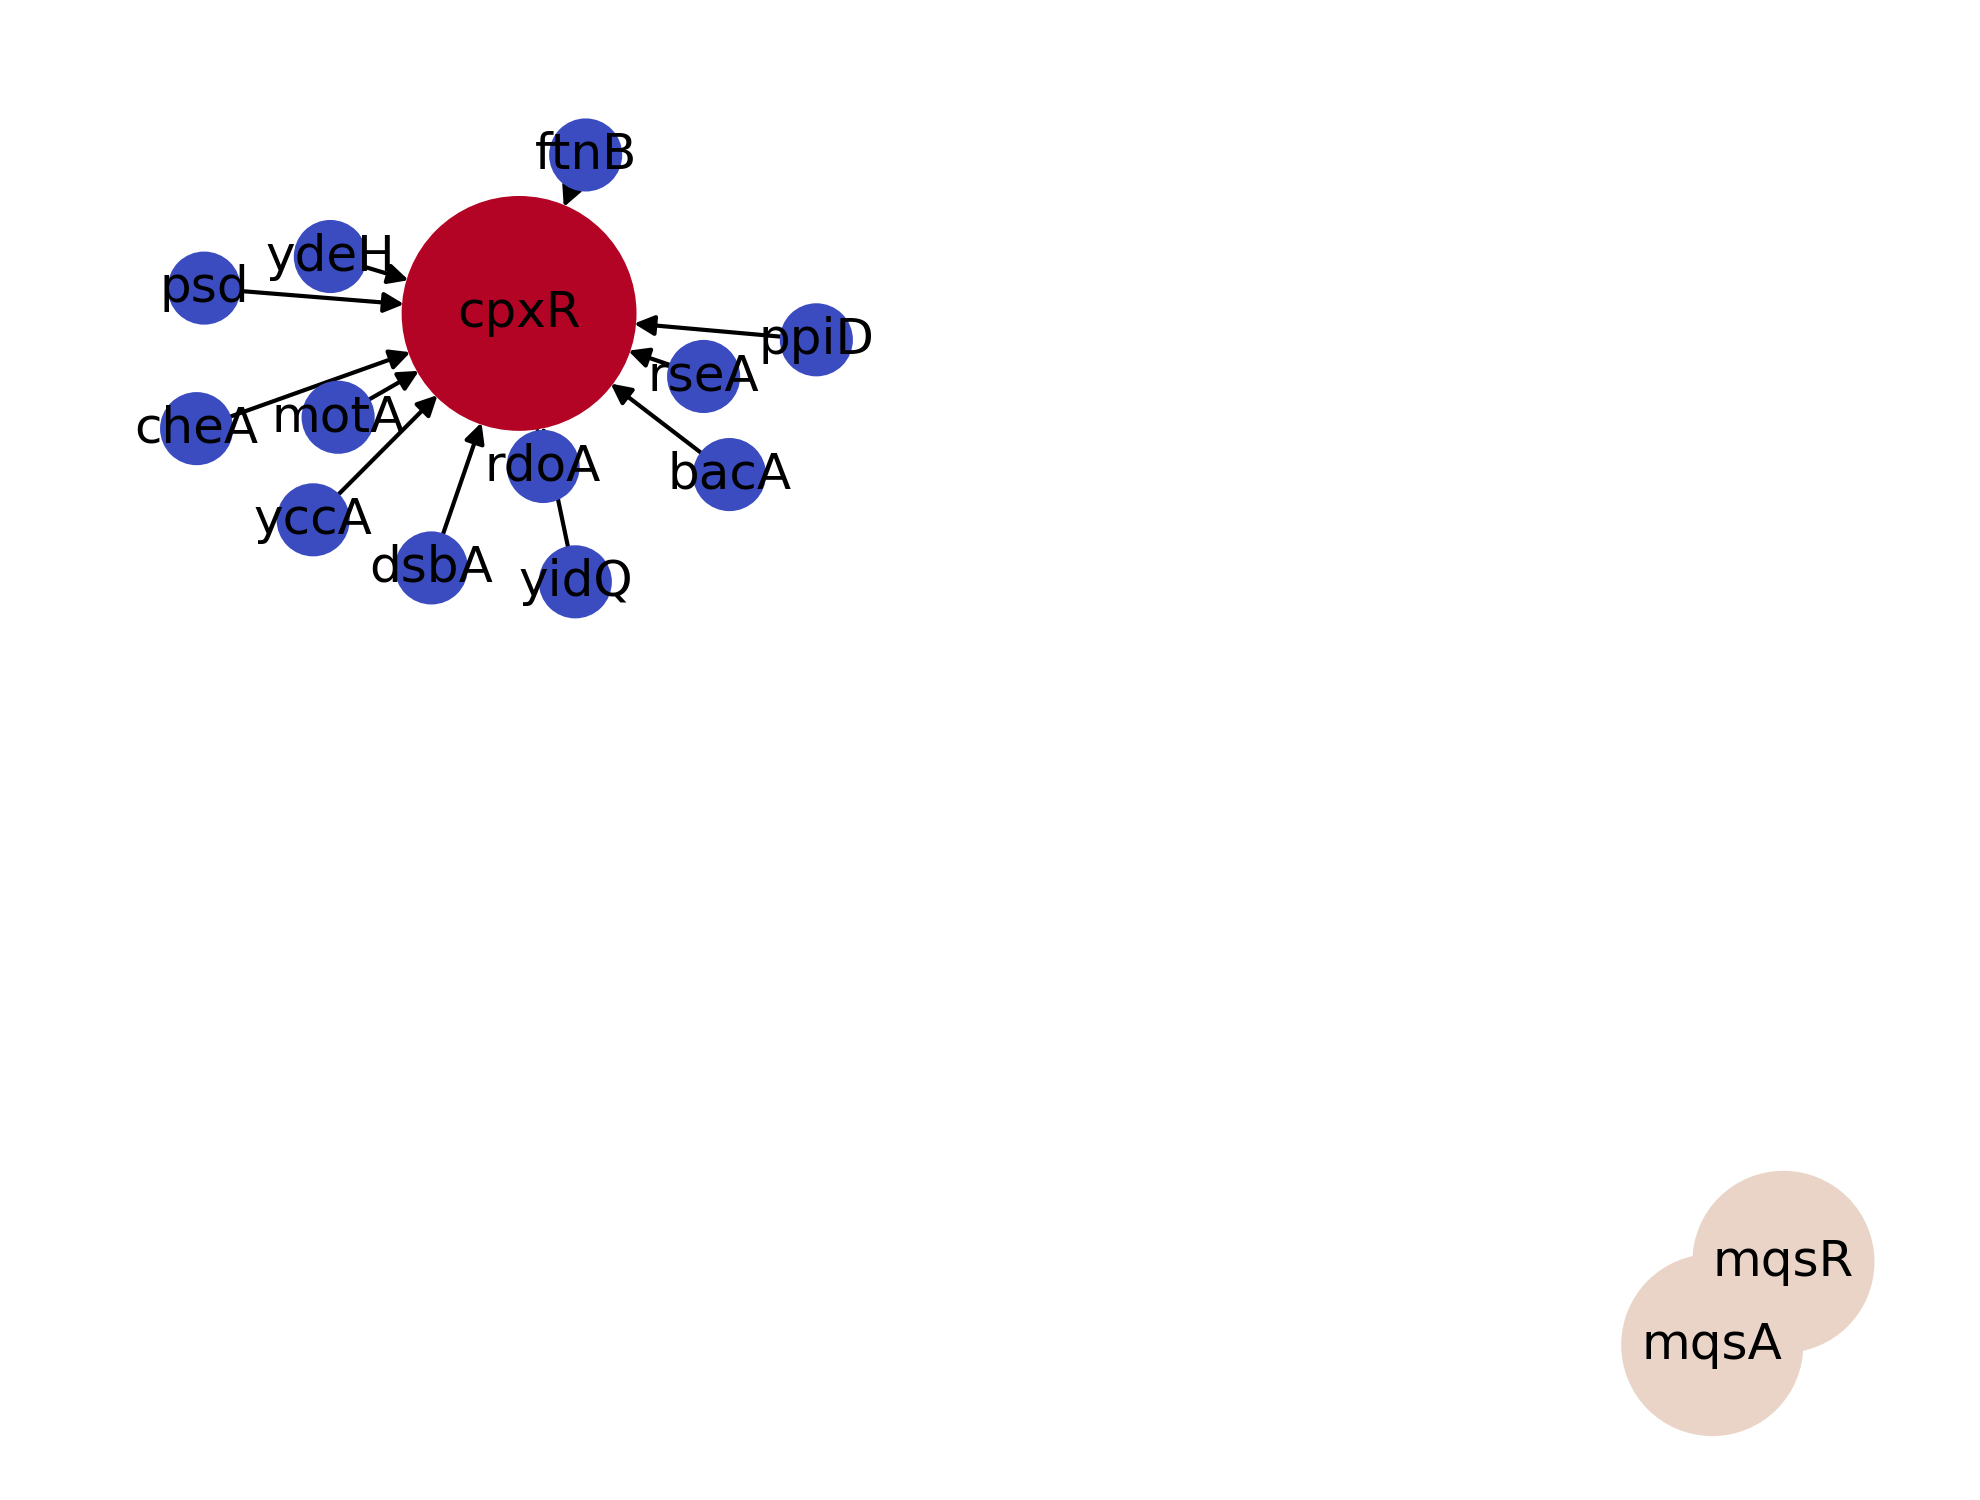 ftnB
ydeH
psd
cpxR
ppiD
rseA
cheA
motA
rdoA
bacA
yccA
dsbA
yidQ
mqsR
mqsA